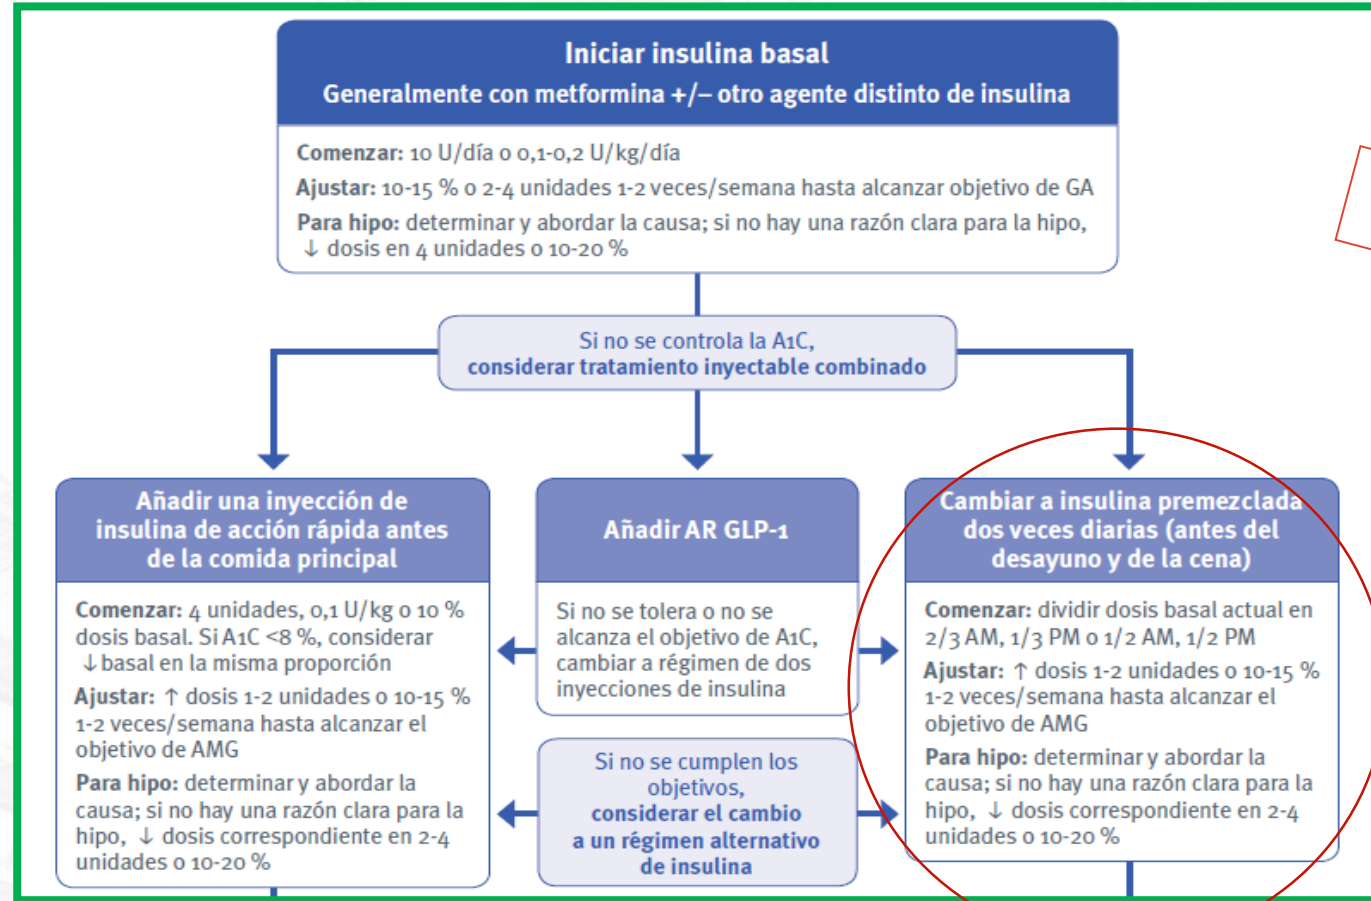 Iniciar insulina basal
Generalmente con metformina +/– otro agente distinto de insulina
Comenzar: 10 U/día o 0,1-0,2 U/kg/día
Ajustar: 10-15 % o 2-4 unidades 1-2 veces/semana hasta alcanzar objetivo de GA
Para hipo: determinar y abordar la causa; si no hay una razón clara para la hipo,
↓ dosis en 4 unidades o 10-20 %
Si no se controla la A1C,
considerar tratamiento inyectable combinado
Añadir una inyección de
insulina de acción rápida antes
de la comida principal
Comenzar: 4 unidades, 0,1 U/kg o 10 %
dosis basal. Si A1C <8 %, considerar
↓ basal en la misma proporción
Ajustar: ↑ dosis 1-2 unidades o 10-15 %
1-2 veces/semana hasta alcanzar el
objetivo de AMG
Para hipo: determinar y abordar la
causa; si no hay una razón clara para la
hipo, ↓ dosis correspondiente en 2-4
unidades o 10-20 %
Añadir AR GLP-1
Si no se tolera o no se
alcanza el objetivo de A1C,
cambiar a régimen de dos
inyecciones de insulina
Si no se cumplen los
objetivos,
considerar el cambio
a un régimen alternativo
de insulina
Cambiar a insulina premezclada
dos veces diarias (antes del
desayuno y de la cena)
Comenzar: dividir dosis basal actual en
2/3 AM, 1/3 PM o 1/2 AM, 1/2 PM
Ajustar: ↑ dosis 1-2 unidades o 10-15 %
1-2 veces/semana hasta alcanzar el
objetivo de AMG
Para hipo: determinar y abordar la
causa; si no hay una razón clara para la
hipo, ↓ dosis correspondiente en 2-4
unidades o 10-20 %